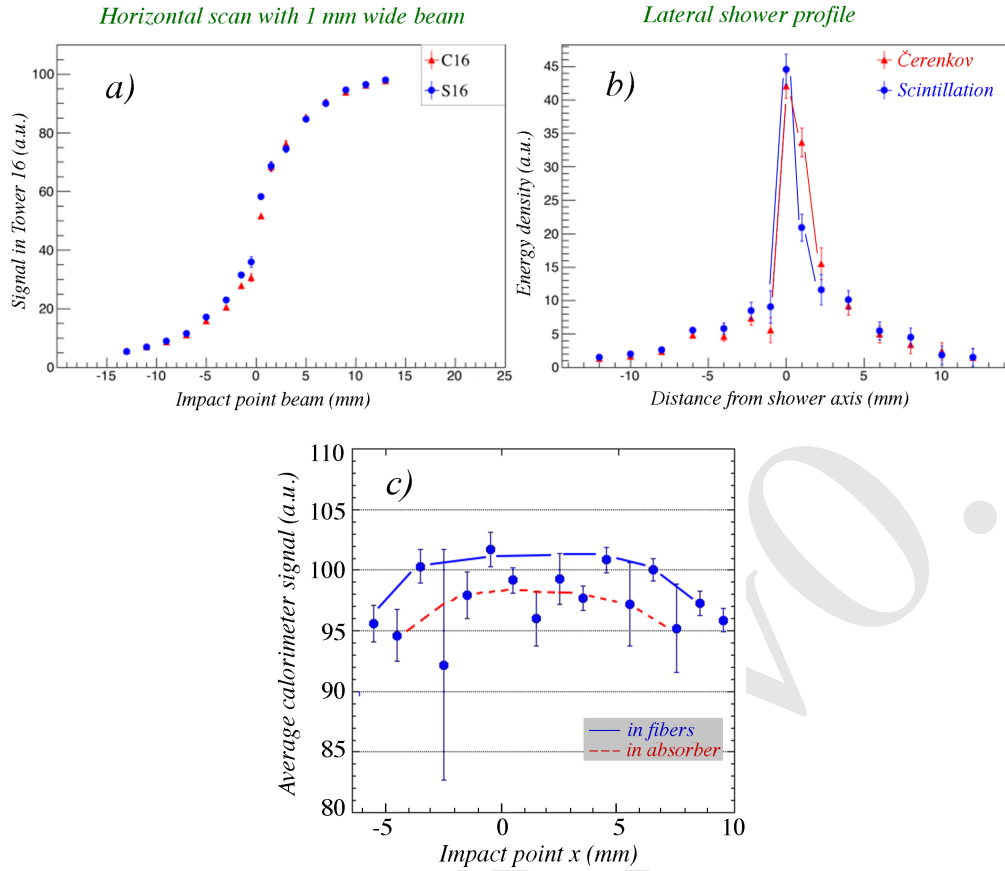 Horizontal scan with 1 mm wide beam
Lateral shower profile
a)
C16
S16
Signal in Tower 16 (a.u.)
100
80
60
40
20
0
-15 -10 -5 0 5 10 15 20 25
Impact point beam (mm)
b)
Čerenkov
Scintillation
Energy density (a.u.)
45
40
35
30
25
20
15
10
5
0
-10 -5 0 5 10
Distance from shower axis (mm)
c)
Average calorimeter signal (a.u.)
110
105
100
95
90
85
80
in fibers
in absorber
-5 0 5 10
Impact point x (mm)
vo.